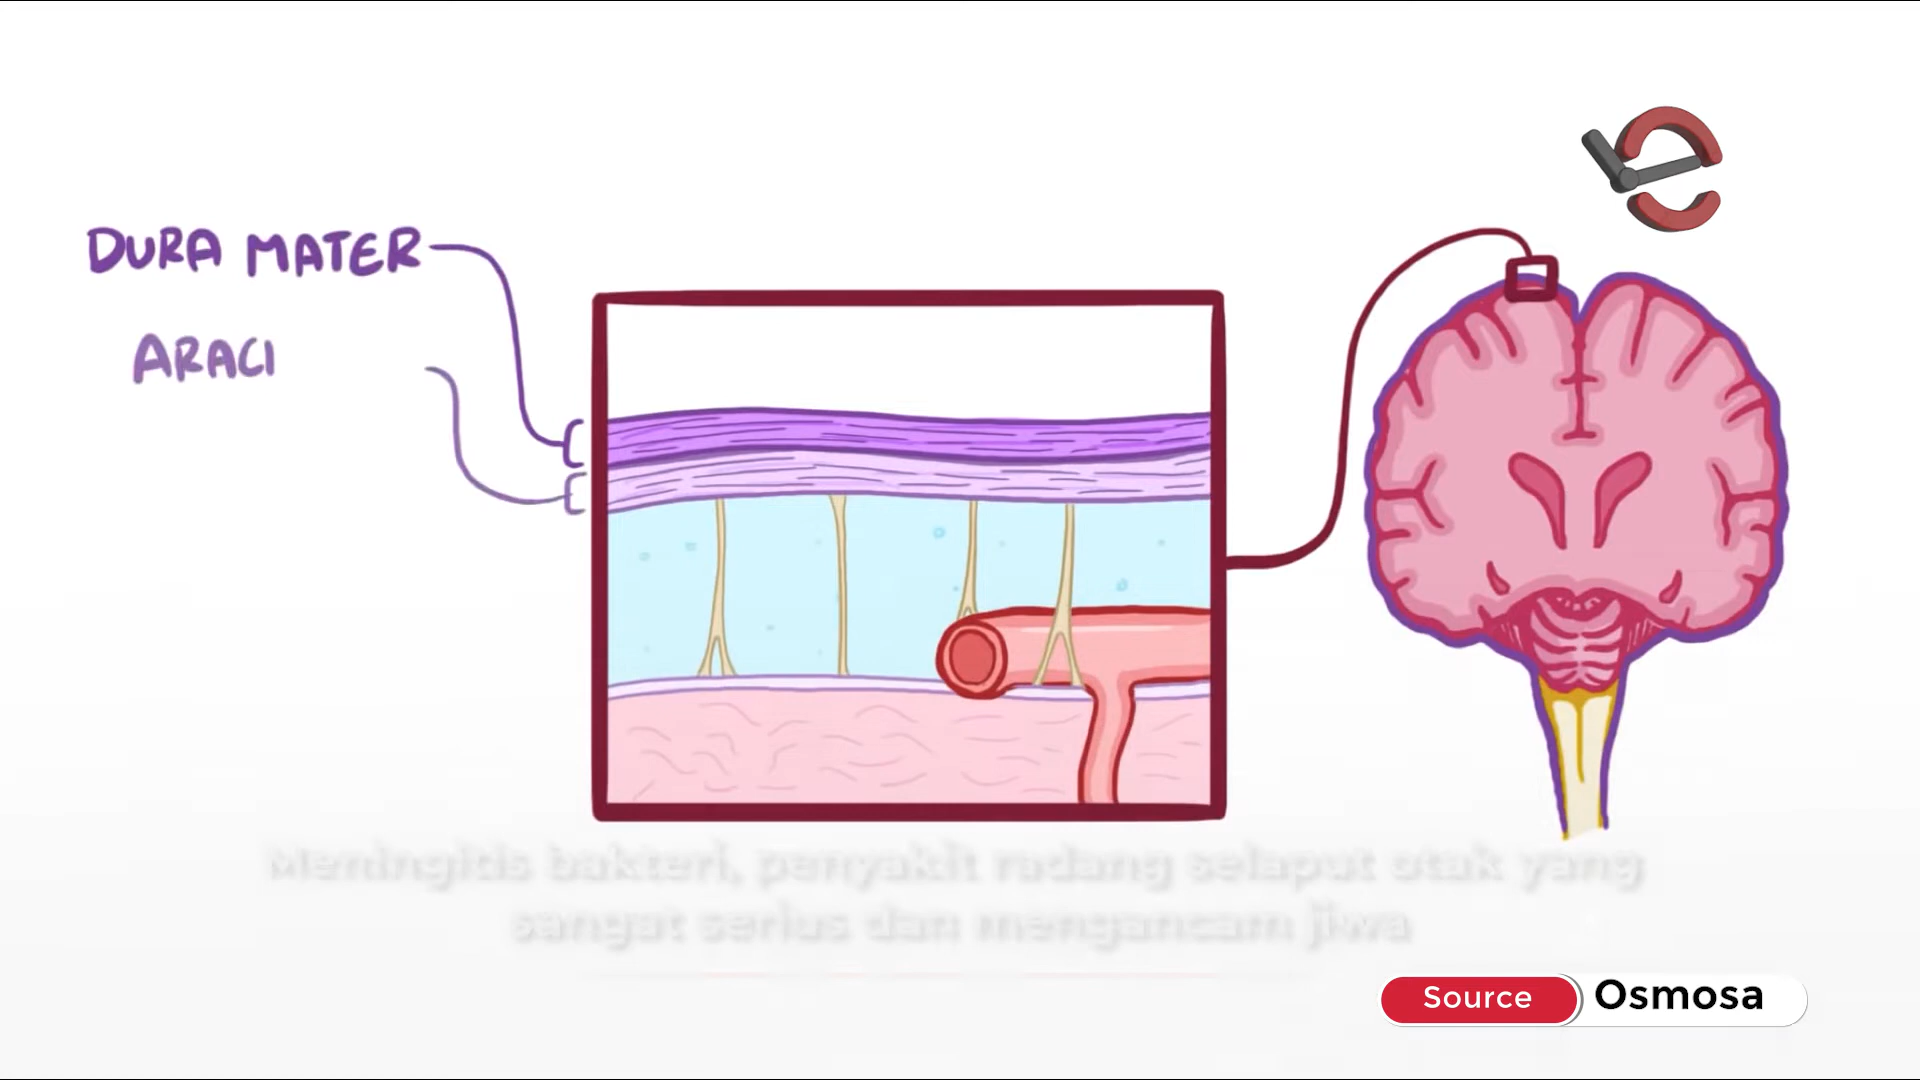 DURA MATER
ARACI
Meningitis bakteri, penyakit radang selaput otak yang
sangat serius dan mengancam jiwa
Source Osmosa